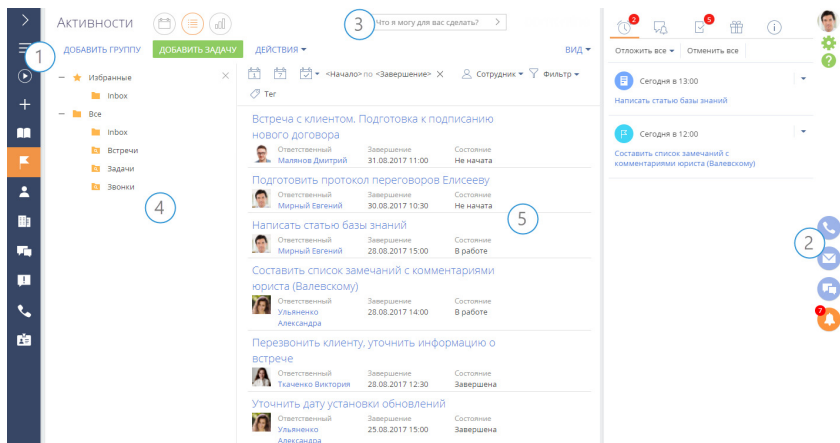 Активности
3
Что я могу для вас сделать?
1
ДОБАВИТЬ ГРУППУ
ДОБАВИТЬ ЗАДАЧУ
ДЕЙСТВИЯ
ВИД
Избранные
Inbox
Все
Inbox
Встречи
Задачи
Звонки
4
1
7
<Начало> по <Завершение>
Сотрудник
Фильтр
Тег
Встреча с клиентом. Подготовка к подписанию
нового договора
Ответственный Завершение Состояние
Малянов Дмитрий 31.08.2017 11:00 Не начата
Подготовить протокол переговоров Елисееву
Ответственный Завершение Состояние
Мирный Евгений 30.08.2017 10:30 Не начата
5
Написать статью базы знаний
Ответственный Завершение Состояние
Мирный Евгений 28.08.2017 15:00 В работе
Составить список замечаний с комментариями
юриста (Валевскому)
Ответственный Завершение Состояние
Ульяненко 28.08.2017 14:00 В работе
Александра
Перезвонить клиенту, уточнить информацию о
встрече
Ответственный Завершение Состояние
Ткаченко Виктория 28.08.2017 12:30 Завершена
Уточнить дату установки обновлений
Ответственный Завершение Состояние
Ульяненко 25.08.2017 15:00 Завершена
Александра
2
5
Отложить все Отменить все
Сегодня в 13:00
Написать статью базы знаний
Сегодня в 12:00
Составить список замечаний с
комментариями юриста (Валевскому)
?
2
7